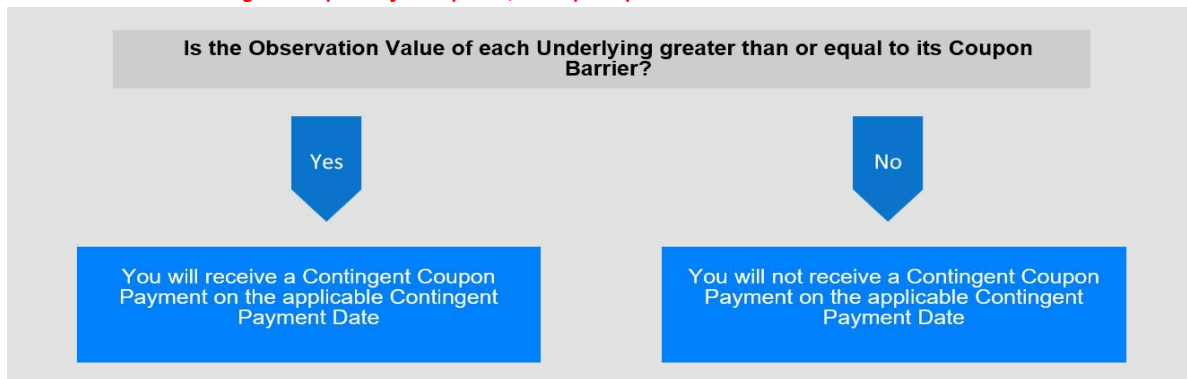 Is the Observation Value of each Underlying greater than or equal to its Coupon
Barrier?
Yes
No
You will receive a Contingent Coupon
Payment on the applicable Contingent
Payment Date
You will not receive a Contingent Coupon
Payment on the applicable Contingent
Payment Date